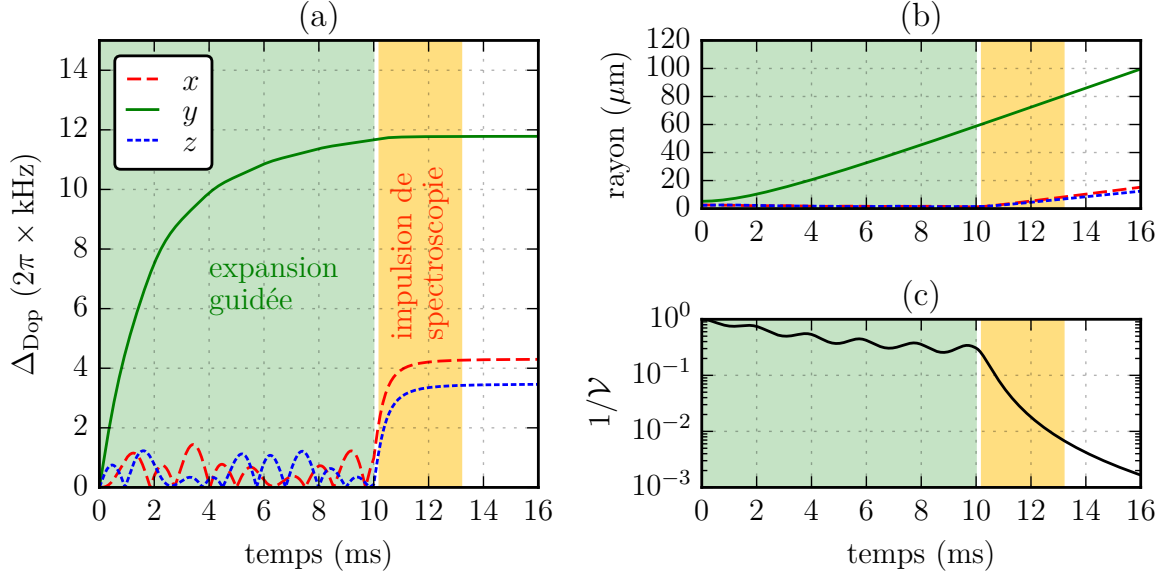 (a)
14
12
10
8
6
4
2
0
Δ_Dop (2π × kHz)
x
y
z
expansion
guidée
impulsion de
spectroscopie
0 2 4 6 8 10 12 14 16
temps (ms)
(b)
120
100
80
60
40
20
0
rayon (μm)
0 2 4 6 8 10 12 14 16
(c)
10⁰
10⁻¹
10⁻²
10⁻³
1/𝒱
0 2 4 6 8 10 12 14 16
temps (ms)